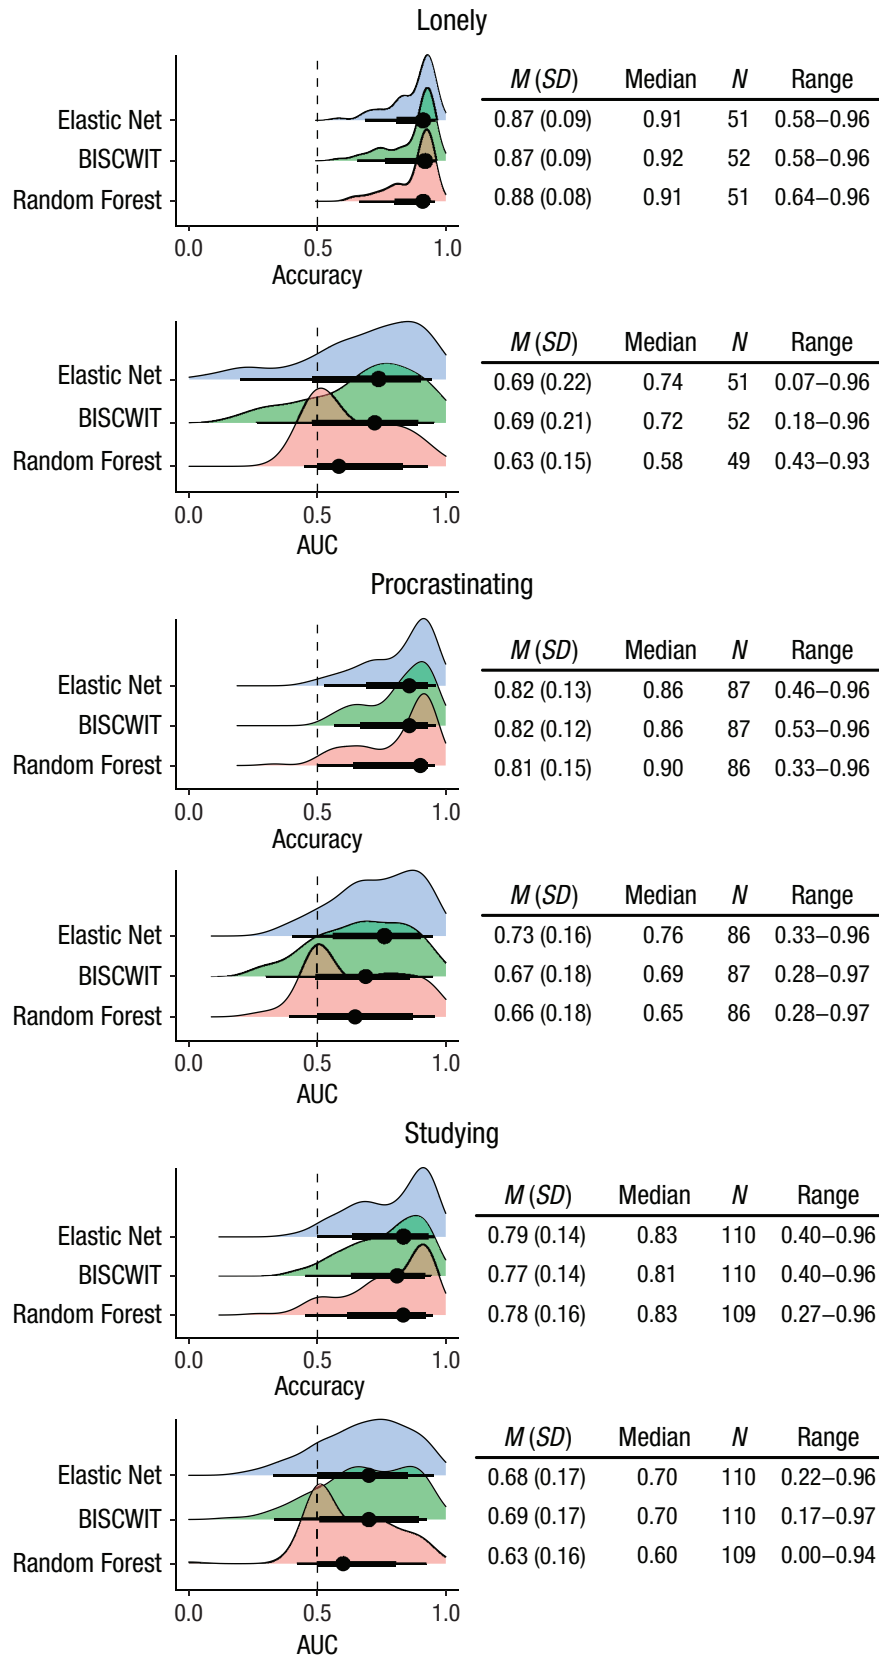 Lonely
M (SD) Median N Range
Elastic Net 0.87 (0.09) 0.91 51 0.58–0.96
BISCWIT 0.87 (0.09) 0.92 52 0.58–0.96
Random Forest 0.88 (0.08) 0.91 51 0.64–0.96
0.0 0.5 1.0
Accuracy
M (SD) Median N Range
Elastic Net 0.69 (0.22) 0.74 51 0.07–0.96
BISCWIT 0.69 (0.21) 0.72 52 0.18–0.96
Random Forest 0.63 (0.15) 0.58 49 0.43–0.93
0.0 0.5 1.0
AUC
Procrastinating
M (SD) Median N Range
Elastic Net 0.82 (0.13) 0.86 87 0.46–0.96
BISCWIT 0.82 (0.12) 0.86 87 0.53–0.96
Random Forest 0.81 (0.15) 0.90 86 0.33–0.96
0.0 0.5 1.0
Accuracy
M (SD) Median N Range
Elastic Net 0.73 (0.16) 0.76 86 0.33–0.96
BISCWIT 0.67 (0.18) 0.69 87 0.28–0.97
Random Forest 0.66 (0.18) 0.65 86 0.28–0.97
0.0 0.5 1.0
AUC
Studying
M (SD) Median N Range
Elastic Net 0.79 (0.14) 0.83 110 0.40–0.96
BISCWIT 0.77 (0.14) 0.81 110 0.40–0.96
Random Forest 0.78 (0.16) 0.83 109 0.27–0.96
0.0 0.5 1.0
Accuracy
M (SD) Median N Range
Elastic Net 0.68 (0.17) 0.70 110 0.22–0.96
BISCWIT 0.69 (0.17) 0.70 110 0.17–0.97
Random Forest 0.63 (0.16) 0.60 109 0.00–0.94
0.0 0.5 1.0
AUC